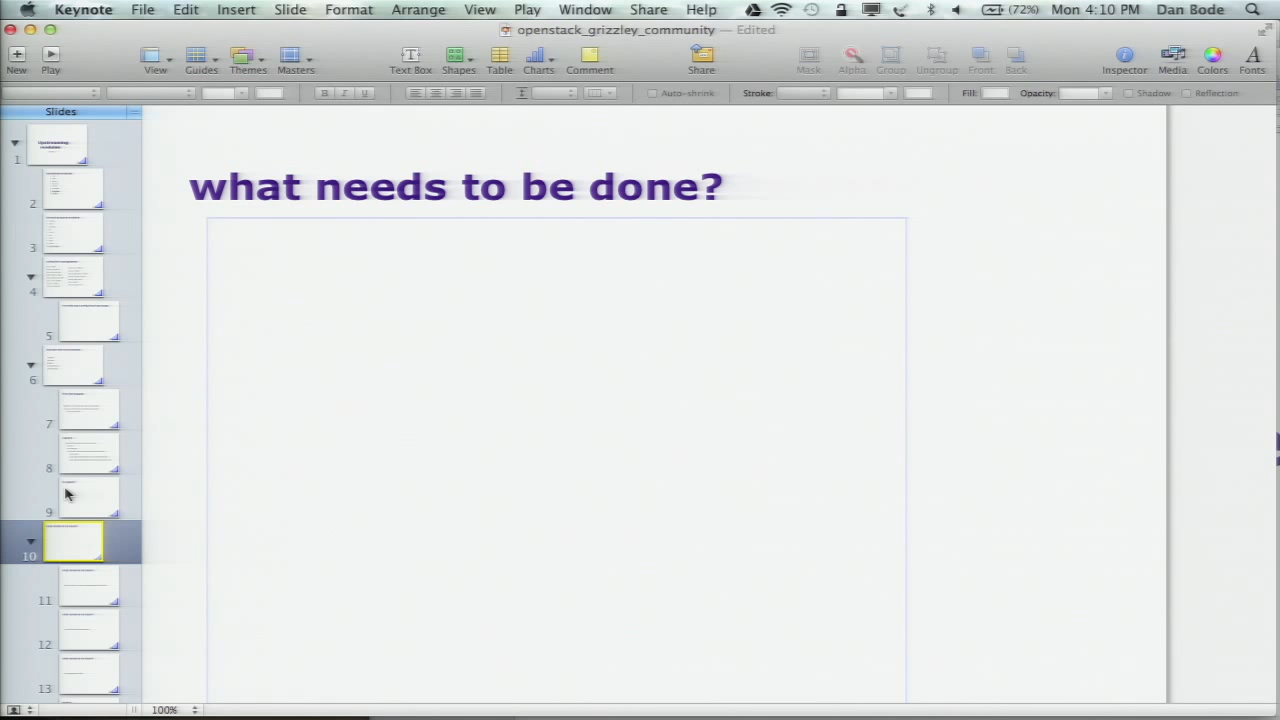 Keynote File Edit Insert Slide Format Arrange View Play Window Share Help (72%) Mon 4:10 PM Dan Bode
openstack_grizzley_community — Edited
New Play View Guides Themes Masters Text Box Shapes Table Charts Comment Share Mask Alpha Group Ungroup Front Back Inspector Media Colors Fonts
B I U Auto-shrink Stroke: Fill: Opacity: Shadow Reflection
Slides
1
2
3
4
5
6
7
8
9
10
11
12
13
what needs to be done?
100%